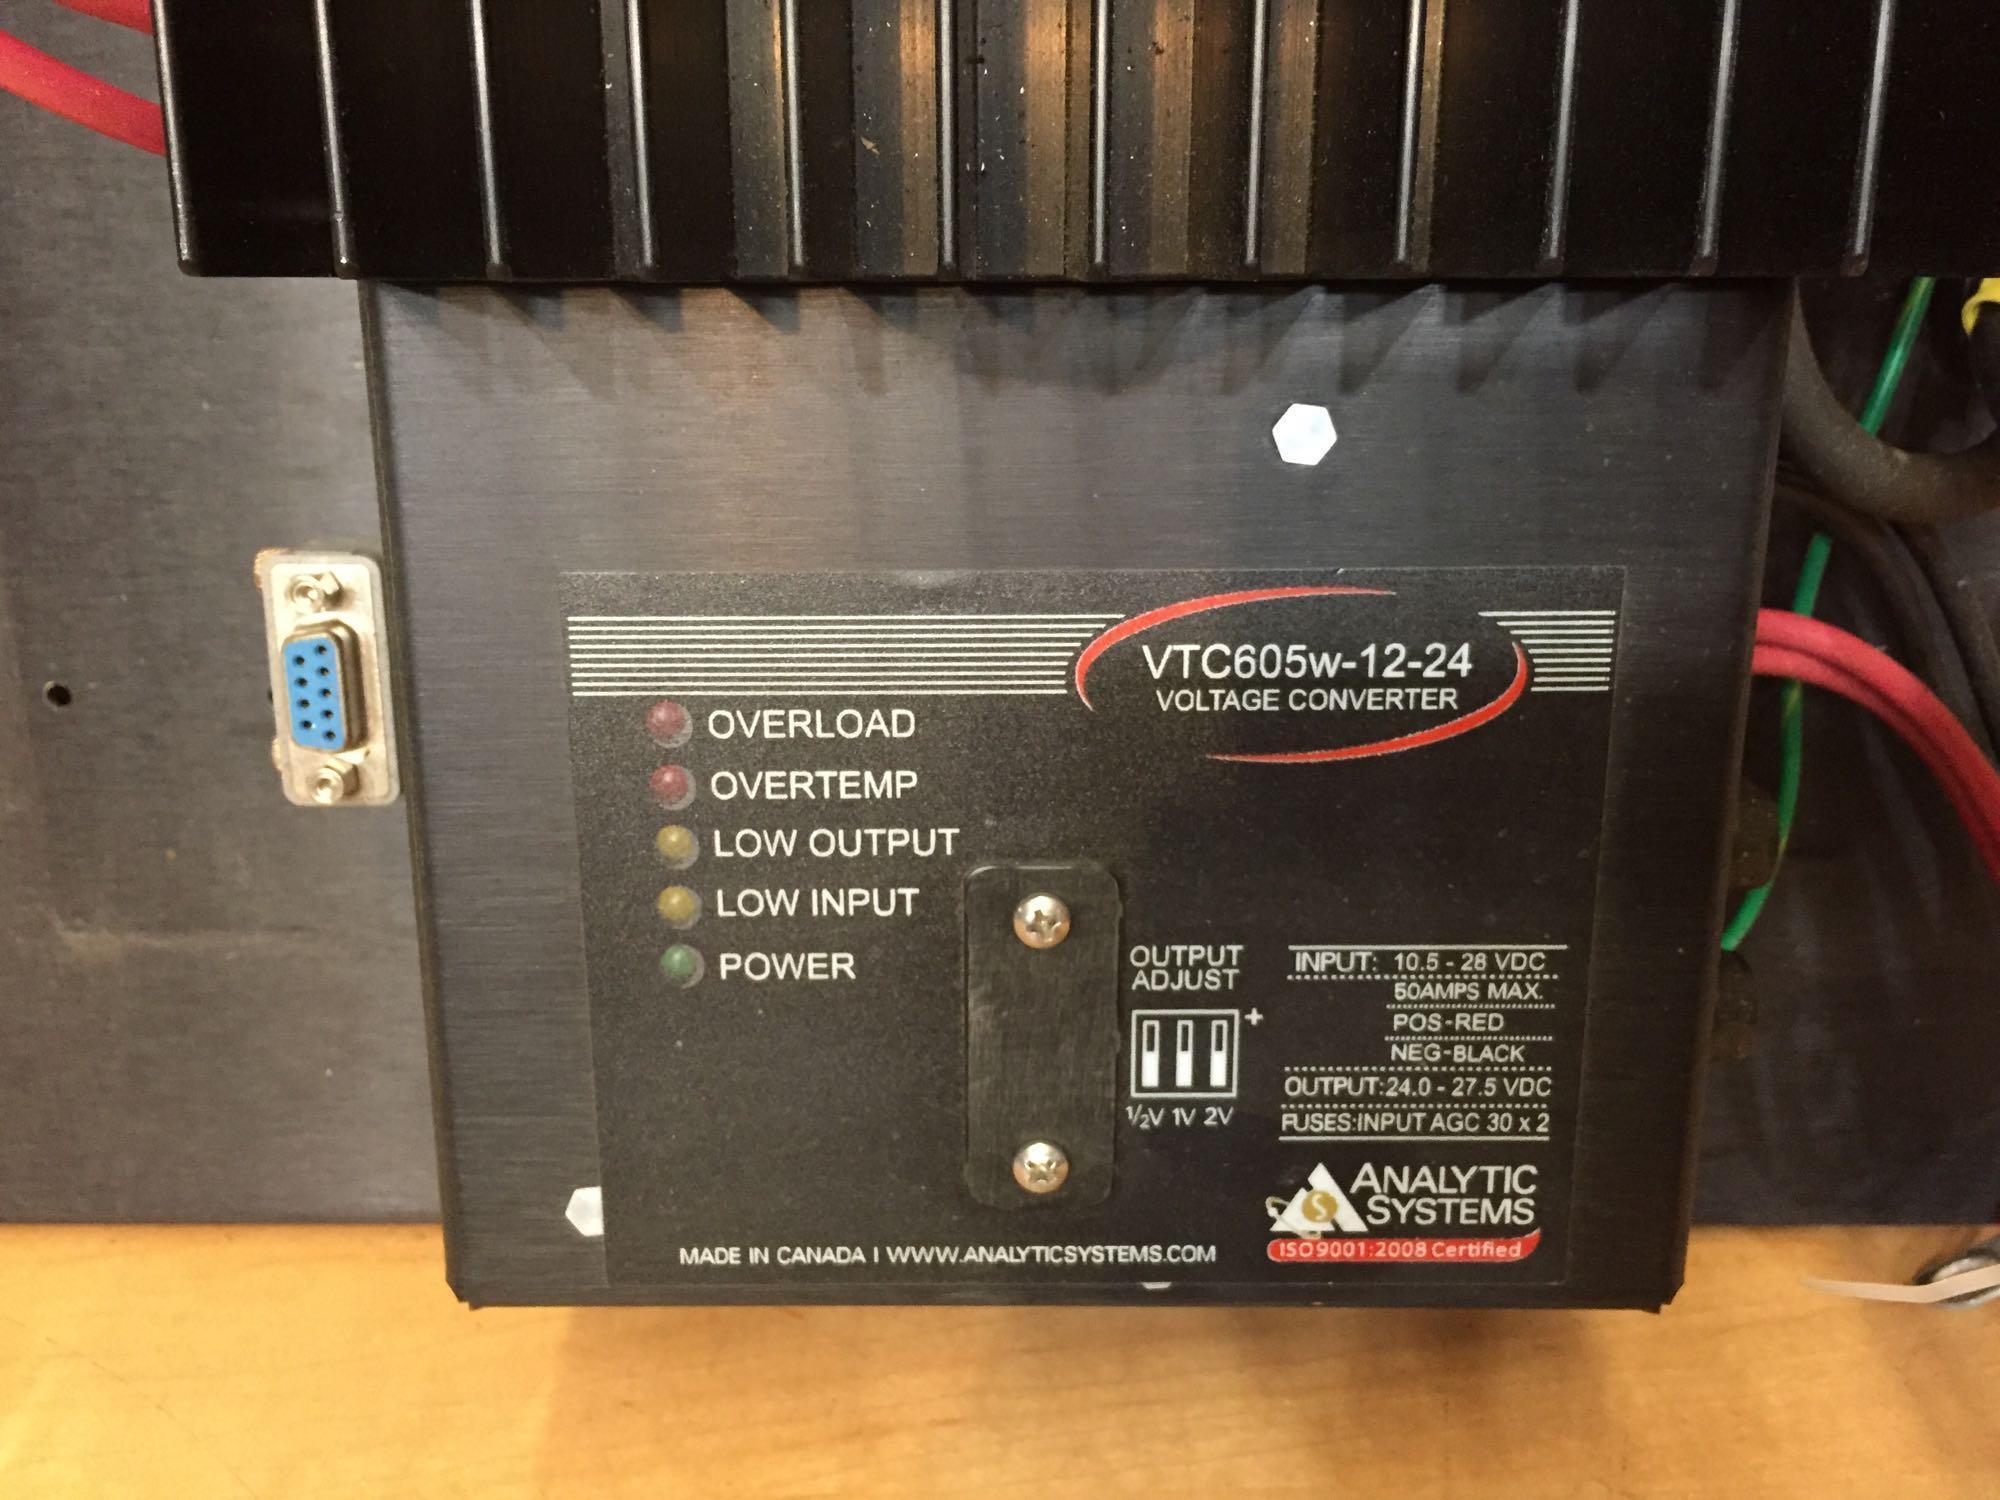 VTC605w-12-24
VOLTAGE CONVERTER
OVERLOAD
OVERTEMP
LOW OUTPUT
LOW INPUT
POWER
OUTPUT
ADJUST
+
1/2V 1V 2V
INPUT: 10.5 - 28 VDC
50AMPS MAX.
POS-RED
NEG-BLACK
OUTPUT:24.0 - 27.5 VDC
FUSES:INPUT AGC 30 x 2
S
ANALYTIC
SYSTEMS
ISO9001:2008 Certified
MADE IN CANADA I WWW.ANALYTICSYSTEMS.COM